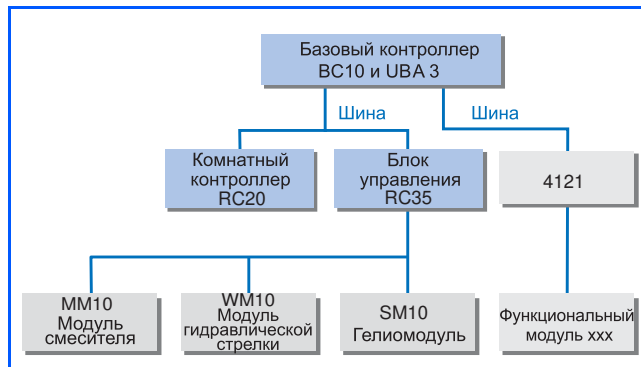 Базовый контроллер
BC10 и UBA 3
Шина
Шина
Комнатный
контроллер
RC20
Блок
управления
RC35
4121
MM10
Модуль
смесителя
WM10
Модуль
гидравлической
стрелки
SM10
Гелиомодуль
Функциональный
модуль xxx